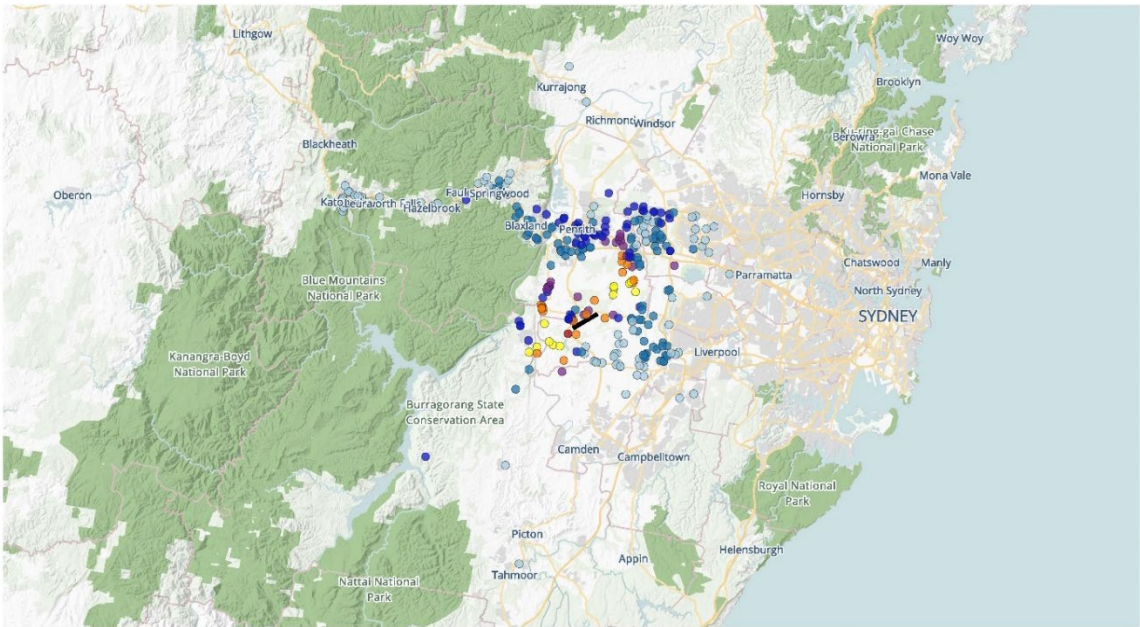 Lithgow
Woy Woy
Kurrajong
Brooklyn
Richmond
Windsor
Berowra
Ku-ring-gai Chase
National Park
Blackheath
Mona Vale
Oberon
Springwood
Hornsby
Hazelbrook
Blaxland
Penrith
Chatswood
Manly
Parramatta
Blue Mountains
National Park
North Sydney
SYDNEY
Kanangra-Boyd
National Park
Liverpool
Burragorang State
Conservation Area
Camden
Campbelltown
Royal National
Park
Picton
Appin
Helensburgh
Tahmoor
Nattai National
Park